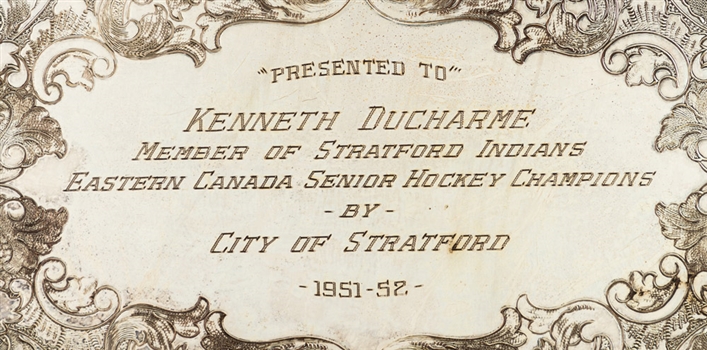 "PRESENTED TO"
KENNETH DUCHARME
MEMBER OF STRATFORD INDIANS
EASTERN CANADA SENIOR HOCKEY CHAMPIONS
- BY -
CITY OF STRATFORD
- 1951-52 -